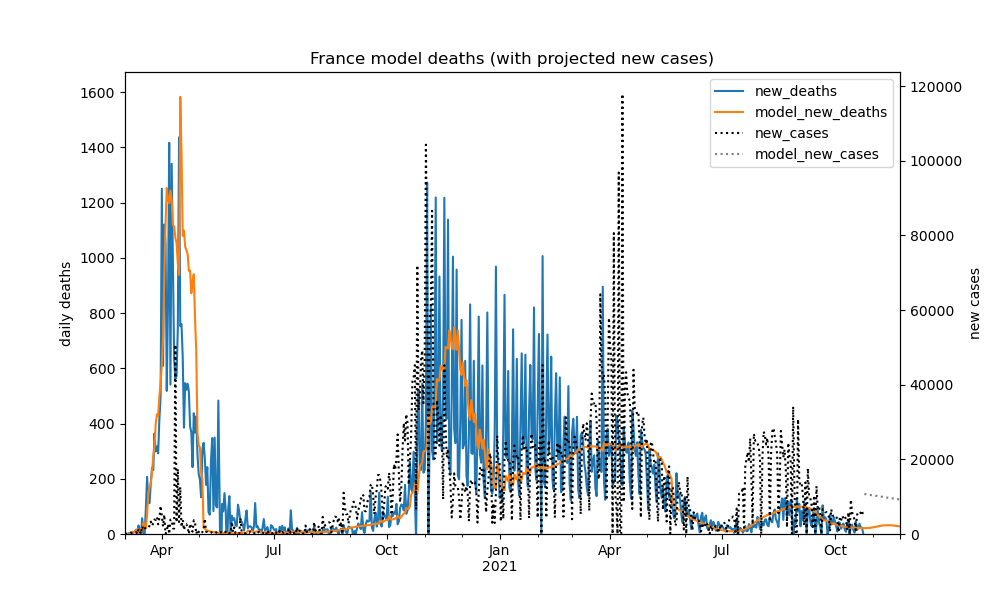 France model deaths (with projected new cases)
new_deaths
model_new_deaths
new_cases
model_new_cases
1600
1400
1200
1000
800
600
400
200
0
daily deaths
120000
100000
80000
60000
40000
20000
0
new cases
Apr Jul Oct Jan Apr Jul Oct
2021